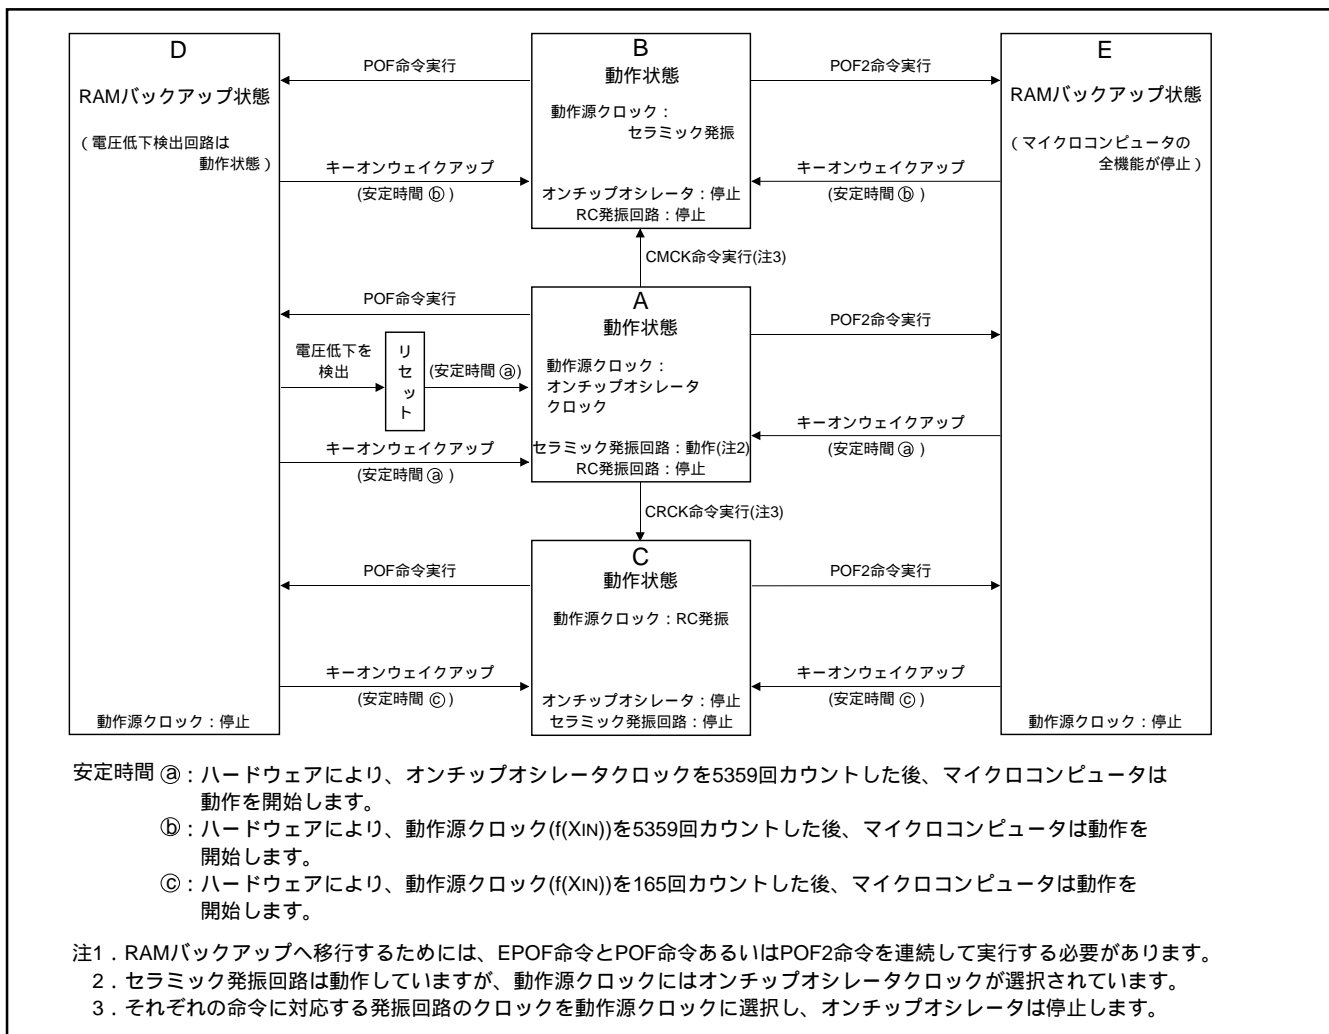 D
RAMバックアップ状態
(電圧低下検出回路は
動作状態)
動作源クロック：停止
POF命令実行
キーオンウェイクアップ
(安定時間 ⓑ )
B
動作状態
動作源クロック：
セラミック発振
オンチップオシレータ：停止
RC発振回路：停止
POF2命令実行
キーオンウェイクアップ
(安定時間 ⓑ )
E
RAMバックアップ状態
(マイクロコンピュータの
全機能が停止)
動作源クロック：停止
CMCK命令実行(注3)
POF命令実行
電圧低下を
検出
リセット
(安定時間 ⓐ)
キーオンウェイクアップ
(安定時間 ⓐ )
A
動作状態
動作源クロック：
オンチップオシレータ
クロック
セラミック発振回路：動作(注2)
RC発振回路：停止
POF2命令実行
キーオンウェイクアップ
(安定時間 ⓐ )
CRCK命令実行(注3)
POF命令実行
キーオンウェイクアップ
(安定時間 ⓒ )
C
動作状態
動作源クロック：RC発振
オンチップオシレータ：停止
セラミック発振回路：停止
POF2命令実行
キーオンウェイクアップ
(安定時間 ⓒ )
安定時間 ⓐ：ハードウェアにより、オンチップオシレータクロックを5359回カウントした後、マイクロコンピュータは
動作を開始します。
ⓑ：ハードウェアにより、動作源クロック(f(XIN))を5359回カウントした後、マイクロコンピュータは動作を
開始します。
ⓒ：ハードウェアにより、動作源クロック(f(XIN))を165回カウントした後、マイクロコンピュータは動作を
開始します。
注1．RAMバックアップへ移行するためには、EPOF命令とPOF命令あるいはPOF2命令を連続して実行する必要があります。
2．セラミック発振回路は動作していますが、動作源クロックにはオンチップオシレータクロックが選択されています。
3．それぞれの命令に対応する発振回路のクロックを動作源クロックに選択し、オンチップオシレータは停止します。